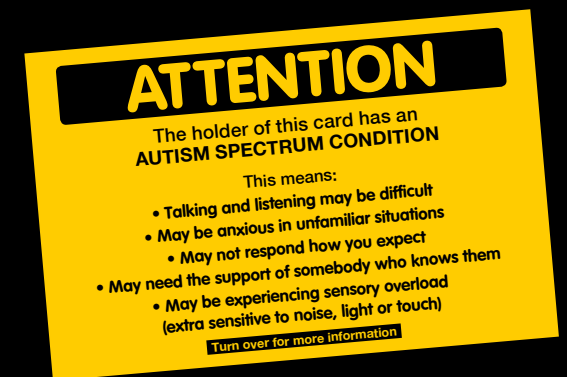 ATTENTION
The holder of this card has an
AUTISM SPECTRUM CONDITION
This means:
• Talking and listening may be difficult
• May be anxious in unfamiliar situations
• May not respond how you expect
• May need the support of somebody who knows them
• May be experiencing sensory overload
(extra sensitive to noise, light or touch)
Turn over for more information